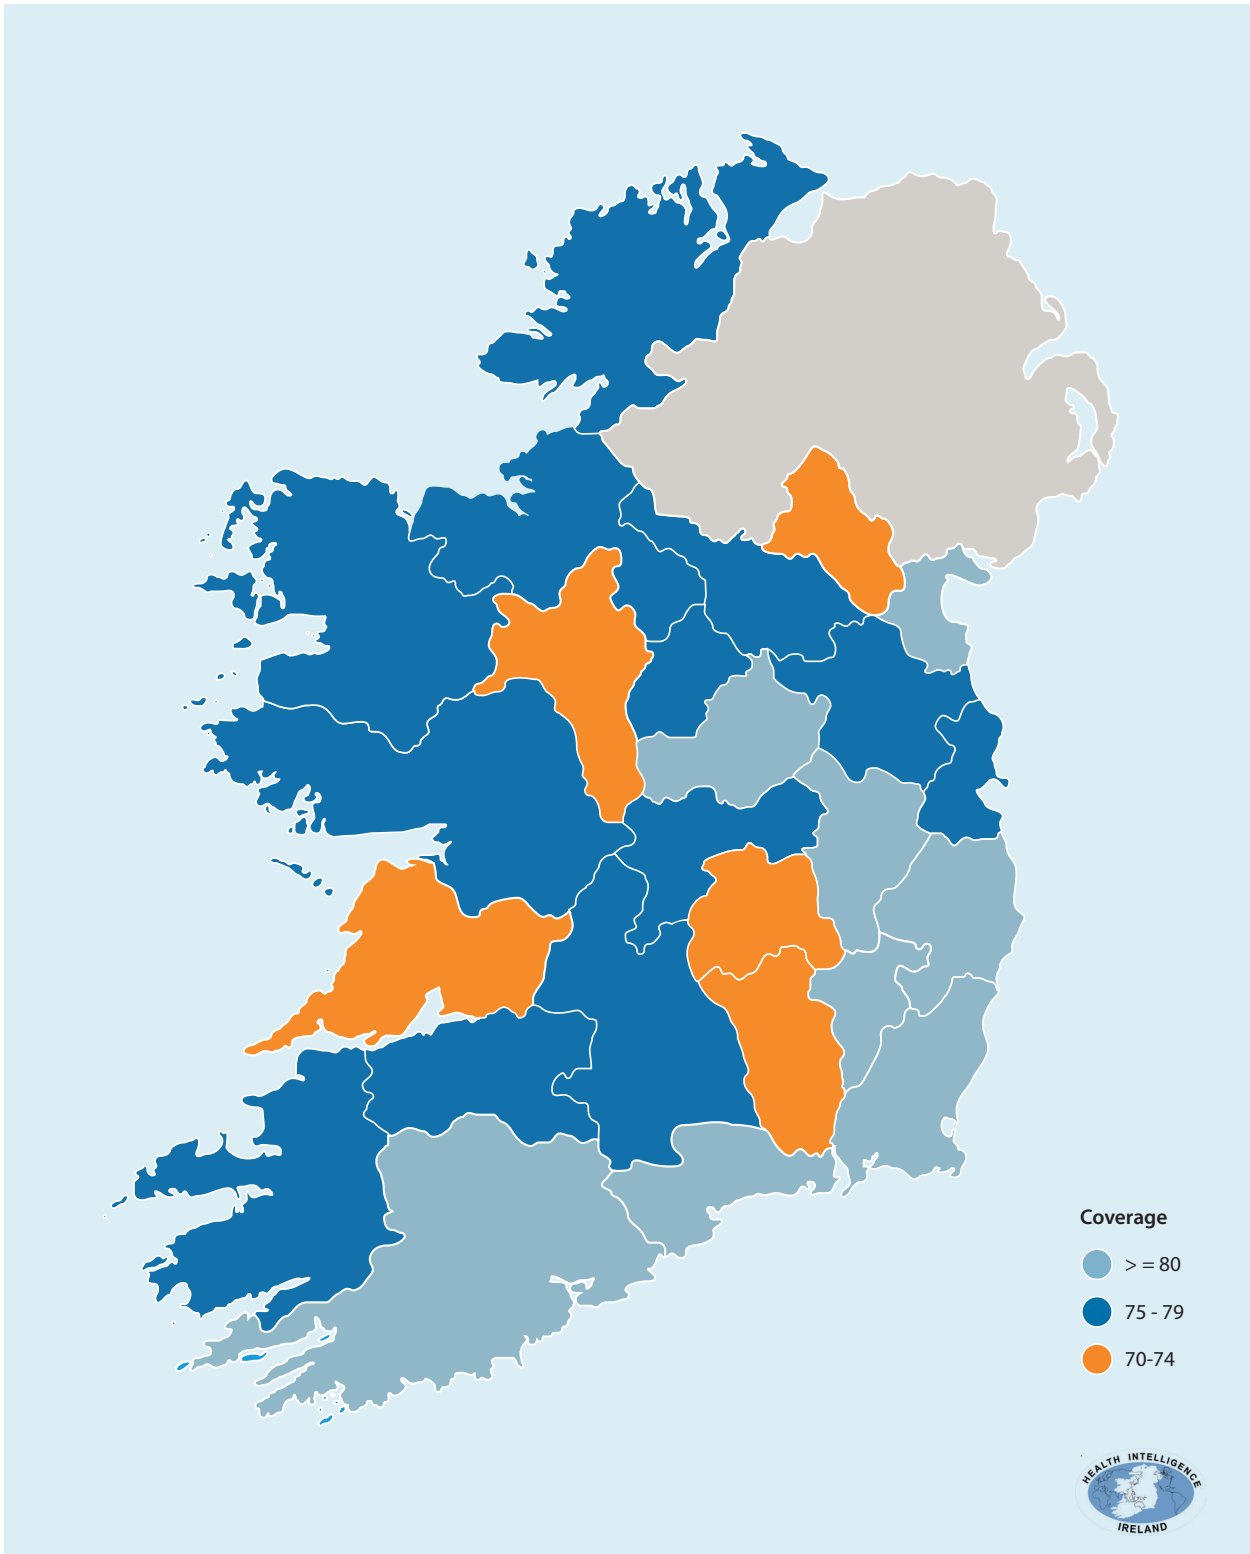 Coverage
> = 80
75 - 79
70-74
HEALTH INTELLIGENCE
IRELAND